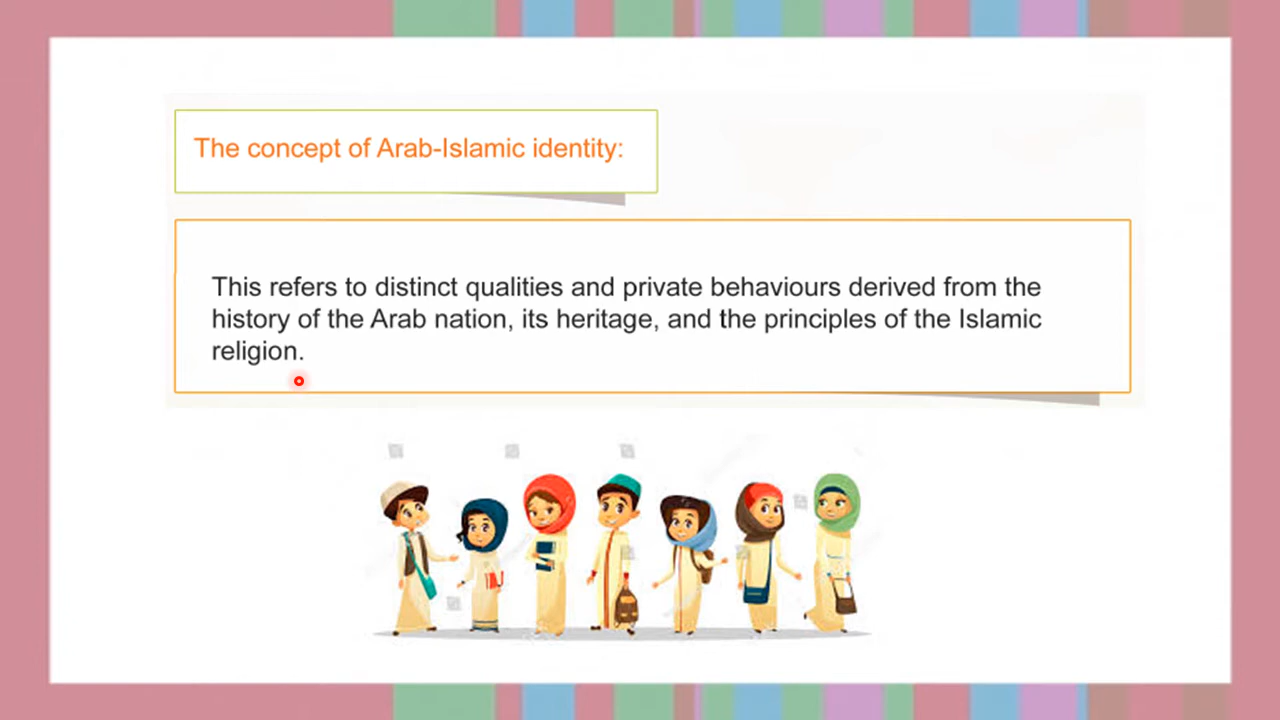 The concept of Arab-Islamic identity:
This refers to distinct qualities and private behaviours derived from the
history of the Arab nation, its heritage, and the principles of the Islamic
religion.